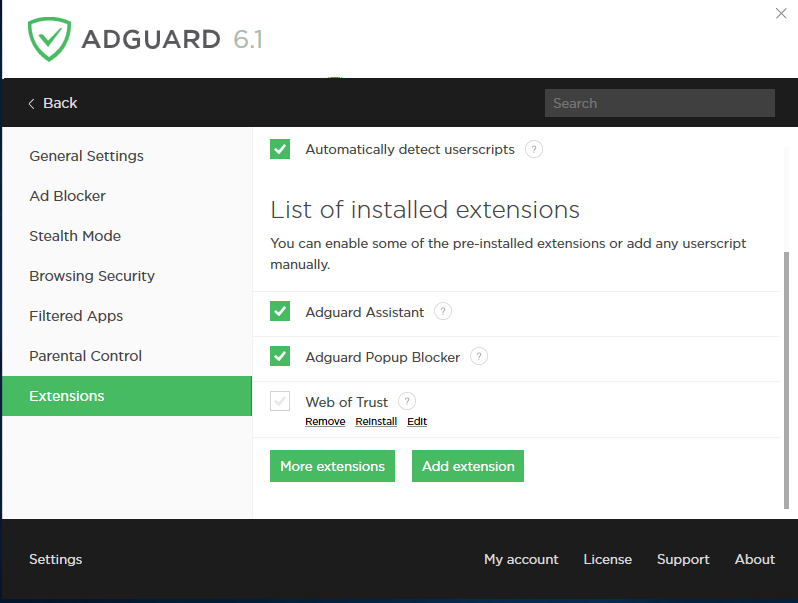 ADGUARD 6.1
Back
Search
General Settings
Ad Blocker
Stealth Mode
Browsing Security
Filtered Apps
Parental Control
Extensions
Automatically detect userscripts ?
List of installed extensions
You can enable some of the pre-installed extensions or add any userscript
manually.
Adguard Assistant ?
Adguard Popup Blocker ?
Web of Trust ?
Remove Reinstall Edit
More extensions Add extension
Settings My account License Support About